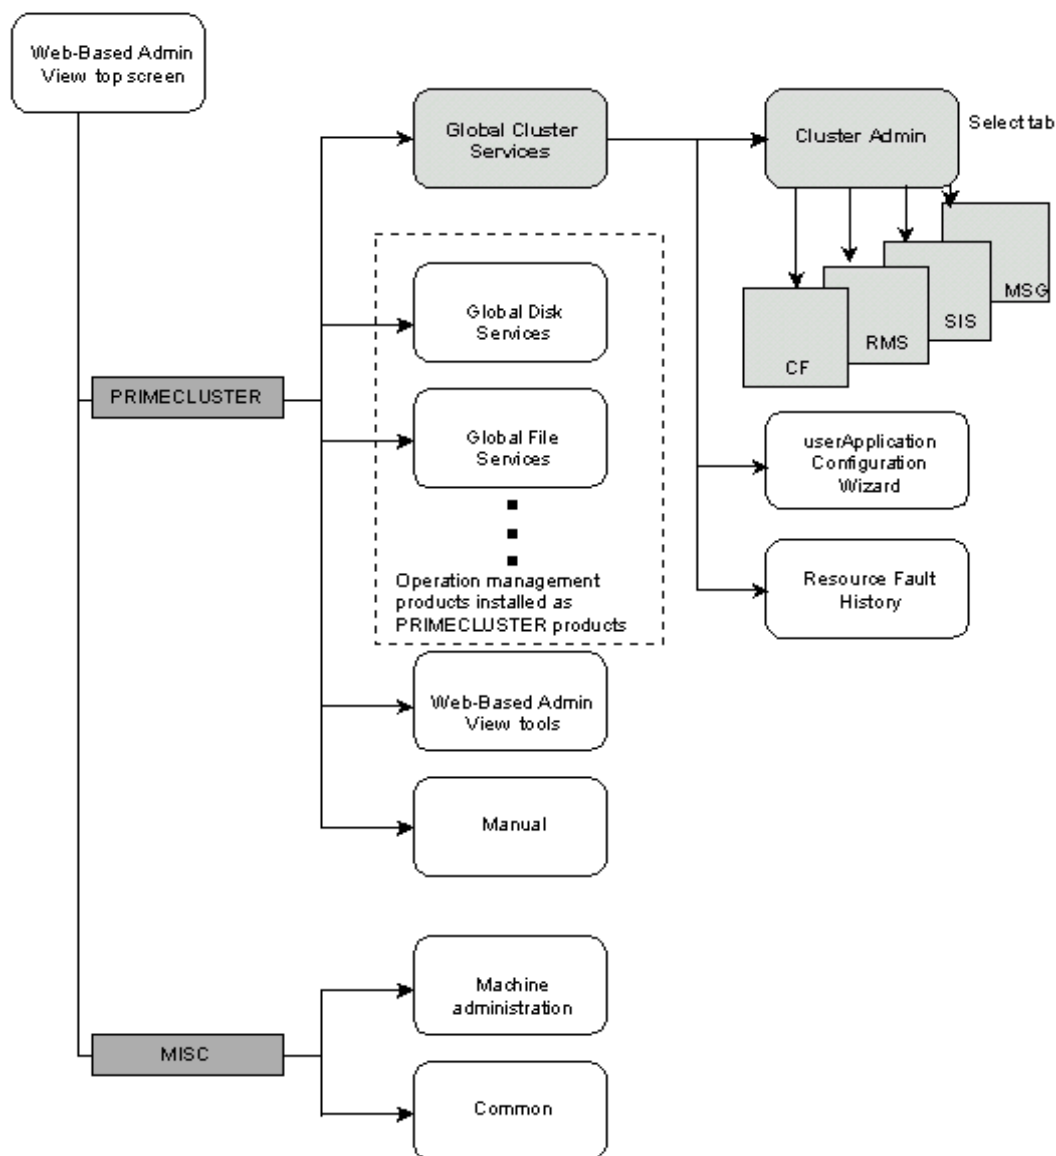 Web-Based Admin
View top screen
Global Cluster
Services
Cluster Admin
Select tab
MSG
SIS
RMS
CF
Global Disk
Services
PRIMECLUSTER
Global File
Services
userApplication
Configuration
Wizard
Operation management
products installed as
PRIMECLUSTER products
Resource Fault
History
Web-Based Admin
View tools
Manual
Machine
administration
MISC
Common